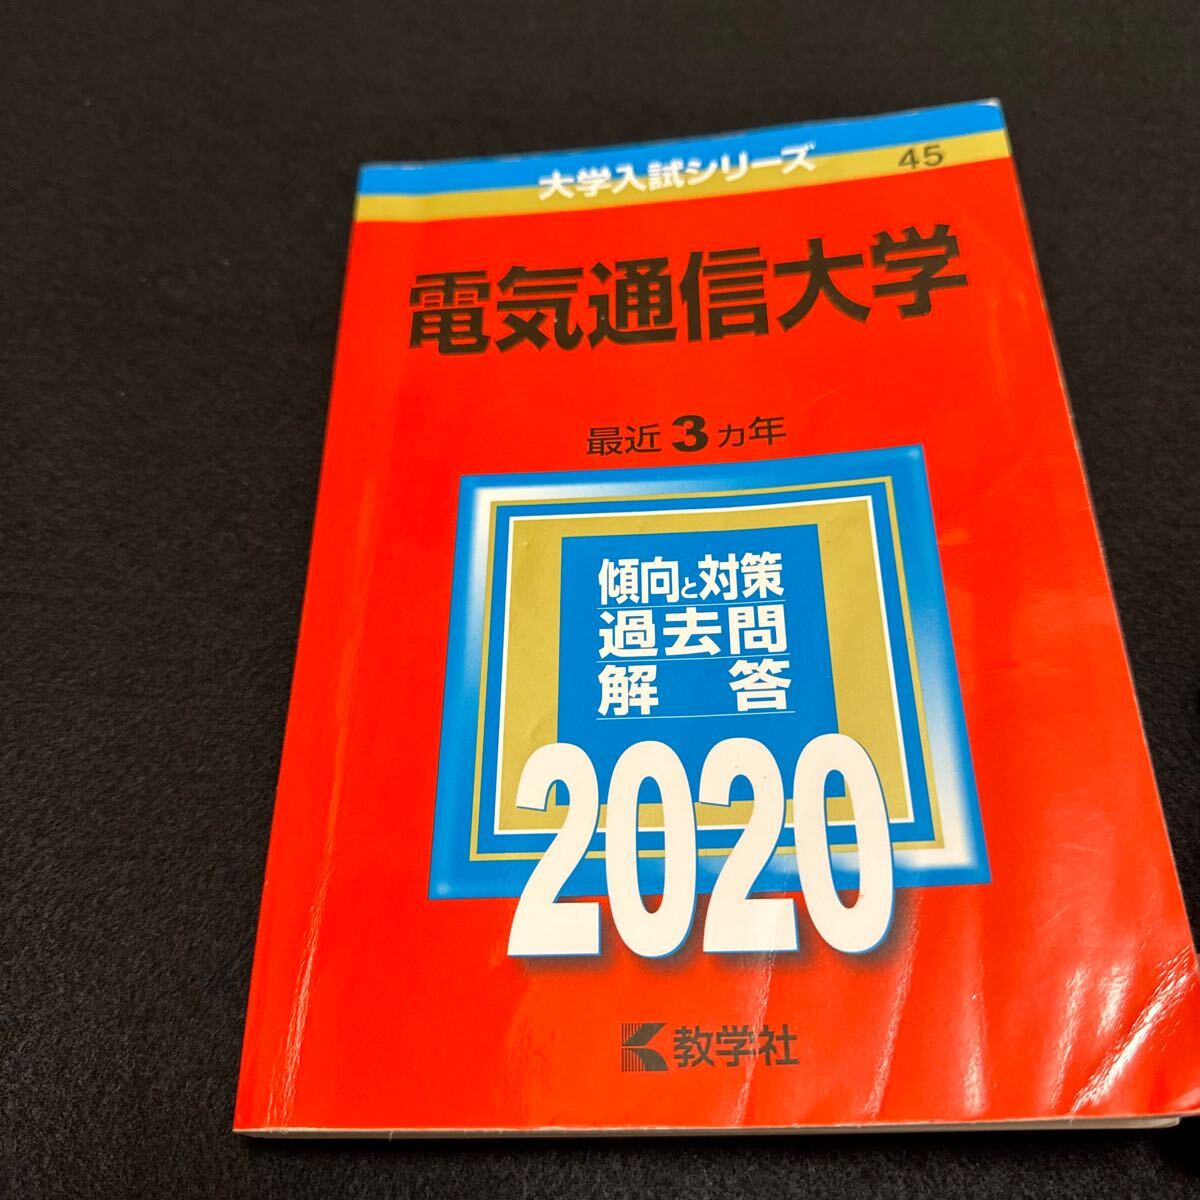 大学入試シリーズ
45
電気通信大学
最近3ヵ年
傾向と対策
過去問
解答
2020
教学社